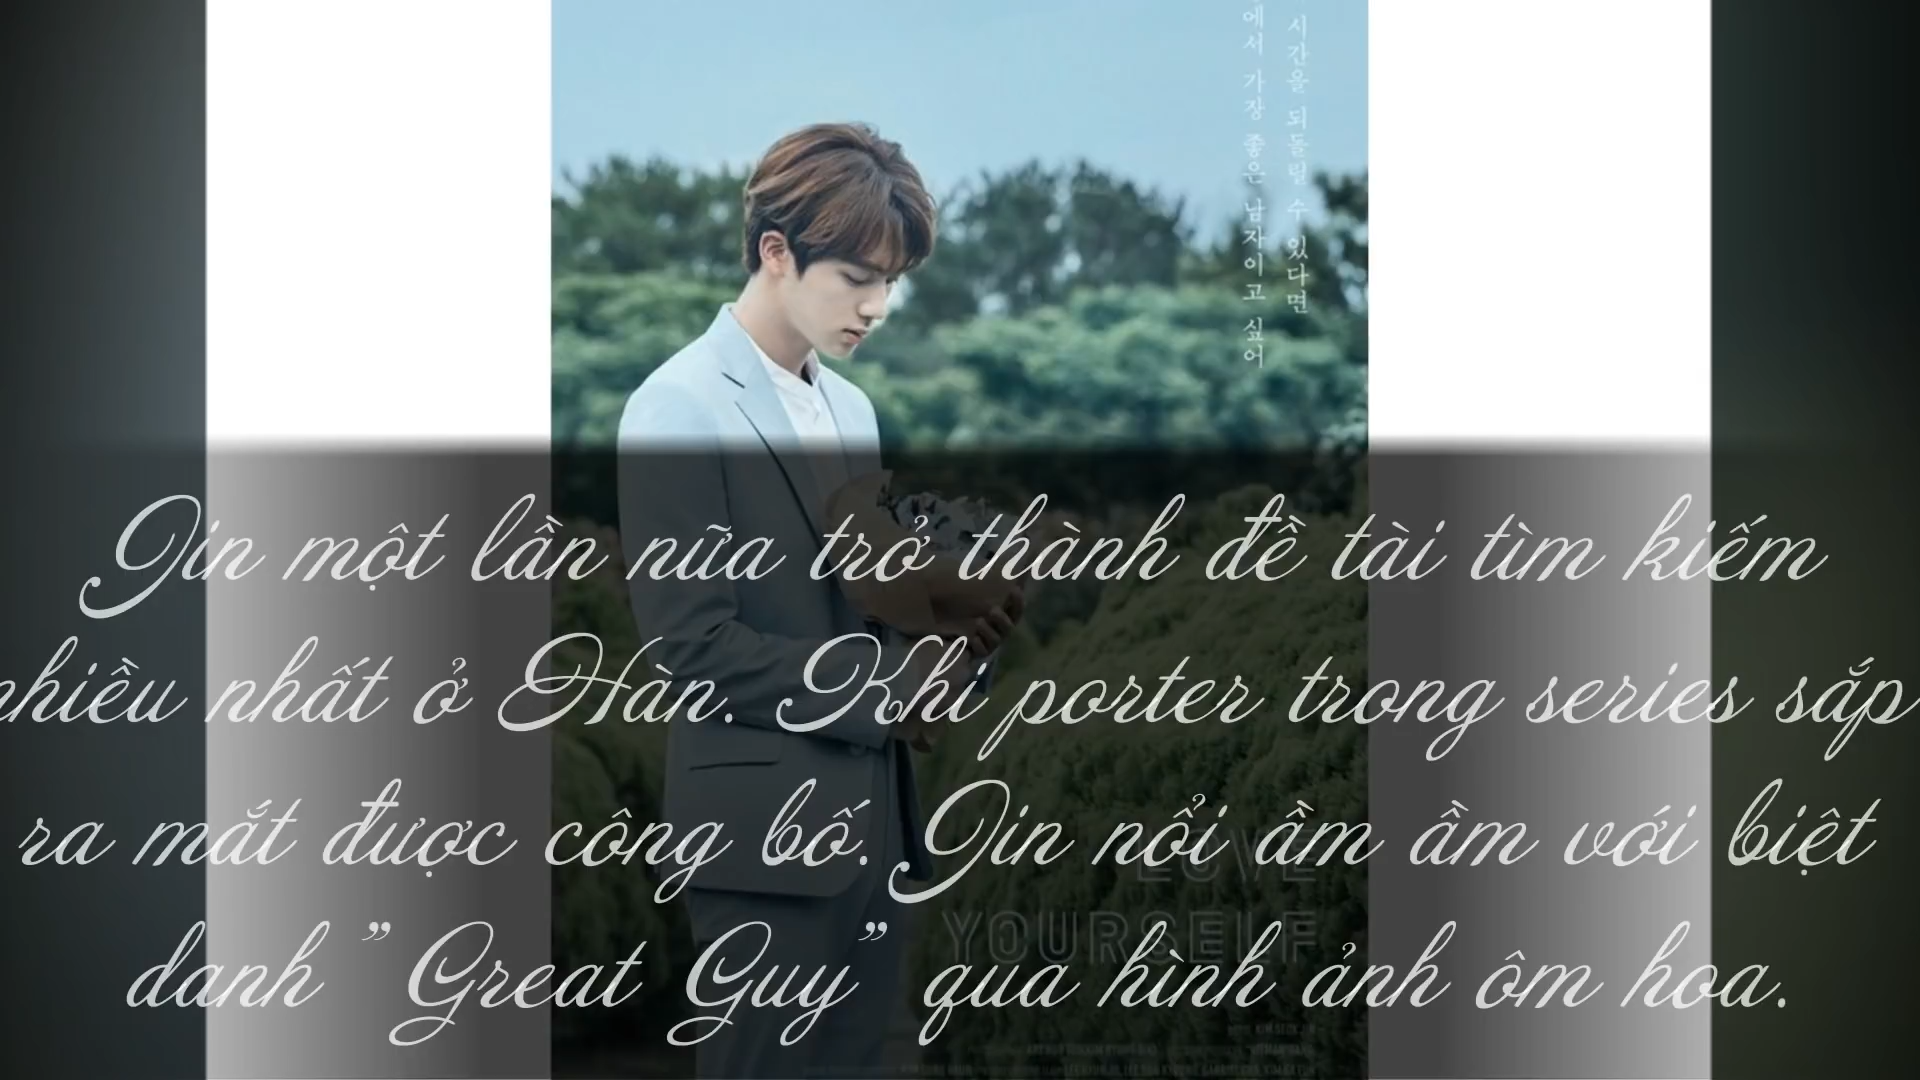 시간을 되돌릴 수 있다면
에서 가장 좋은 남자이고 싶어
Jin một lần nữa trở thành đề tài tìm kiếm
nhiều nhất ở Hàn. Khi porter trong series sắp
ra mắt được công bố. Jin nổi ầm ầm với biệt
danh ” Great Guy” qua hình ảnh ôm hoa.
LOVE
YOURSELF